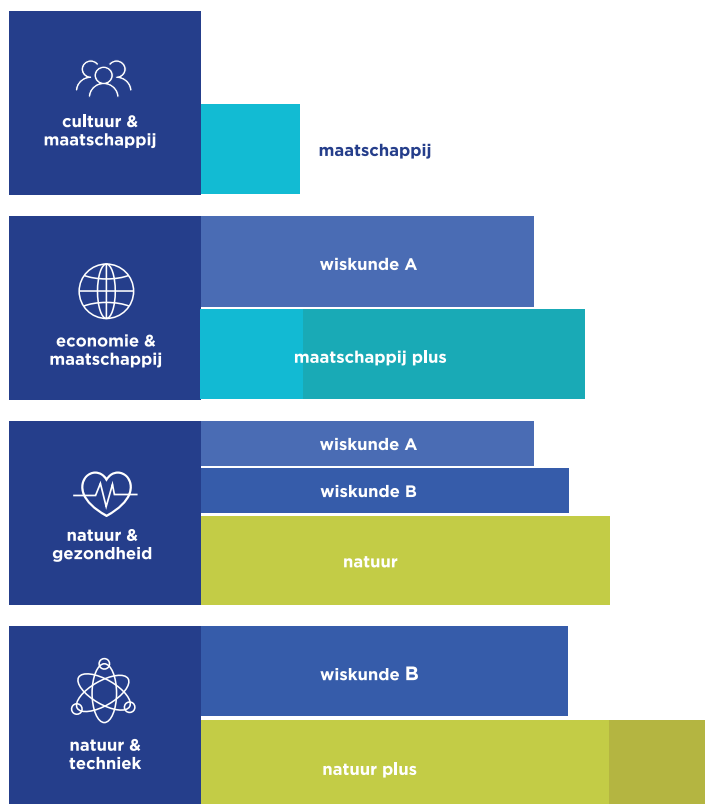 cultuur &
maatschappij
maatschappij
economie &
maatschappij
wiskunde A
maatschappij plus
natuur &
gezondheid
wiskunde A
wiskunde B
natuur
natuur &
techniek
wiskunde B
natuur plus